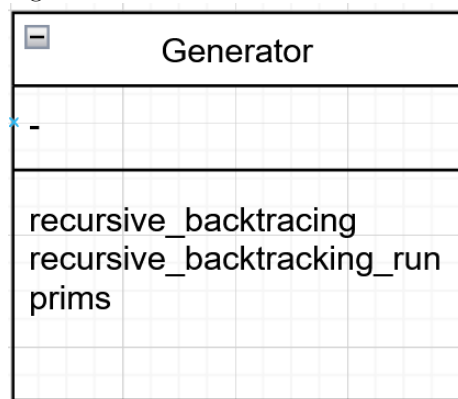 Generator
-
recursive_backtracing
recursive_backtracking_run
prims